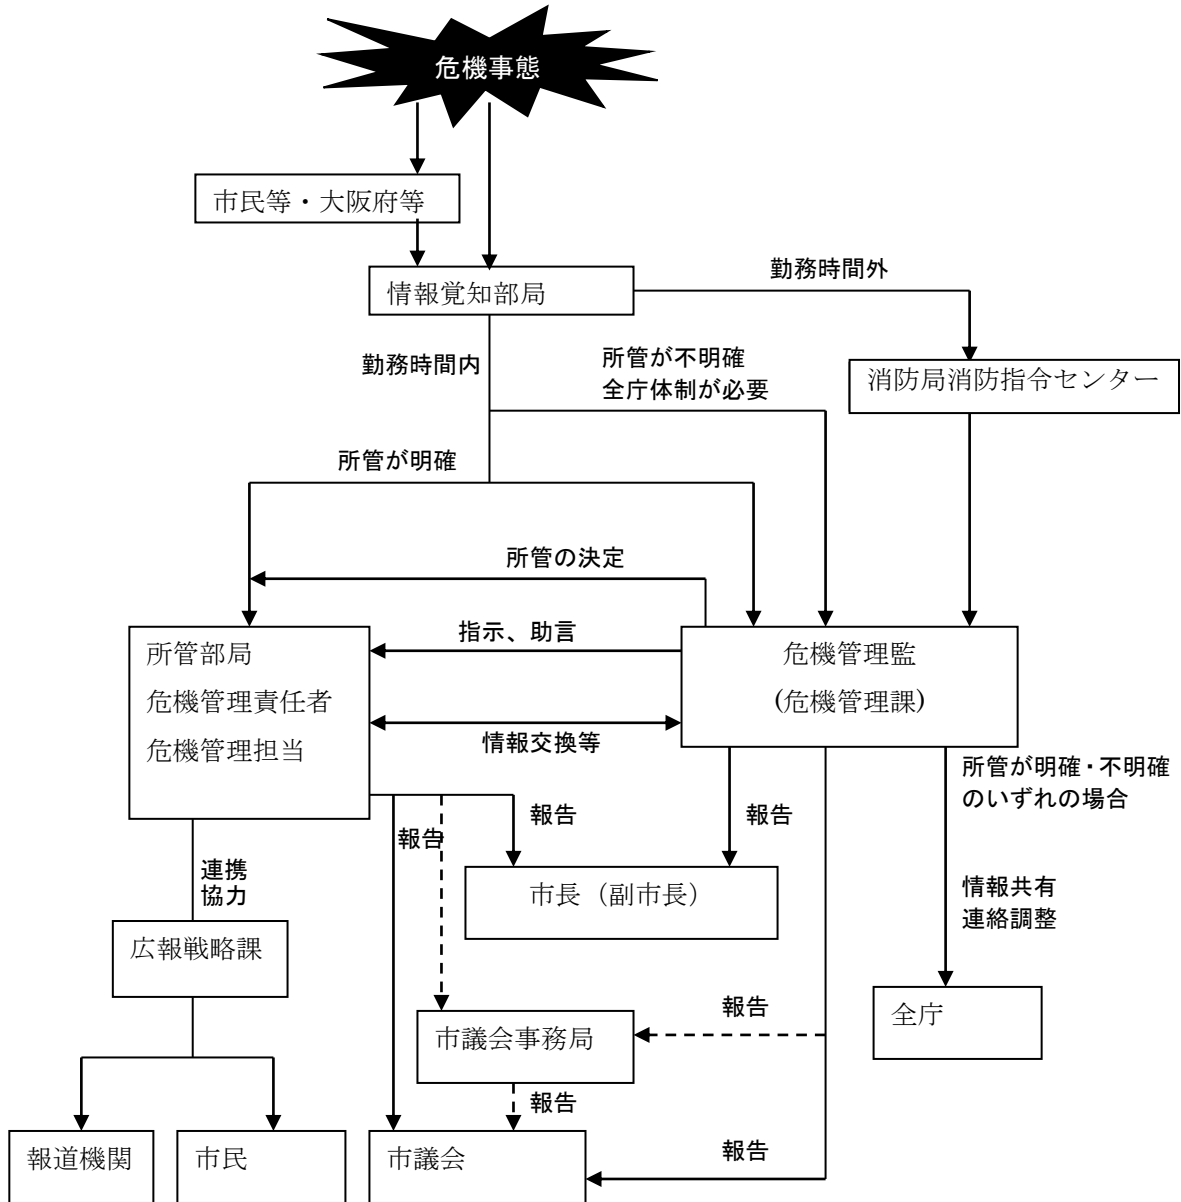 危機事態
市民等・大阪府等
勤務時間外
情報覚知部局
勤務時間内
所管が不明確
全庁体制が必要
消防局消防指令センター
所管が明確
所管の決定
指示、助言
所管部局
危機管理責任者
危機管理担当
危機管理監
(危機管理課)
情報交換等
所管が明確・不明確
のいずれの場合
報告
報告
報告
連携
協力
市長（副市長）
情報共有
連絡調整
広報戦略課
報告
全庁
市議会事務局
報告
報告
報道機関
市民
市議会